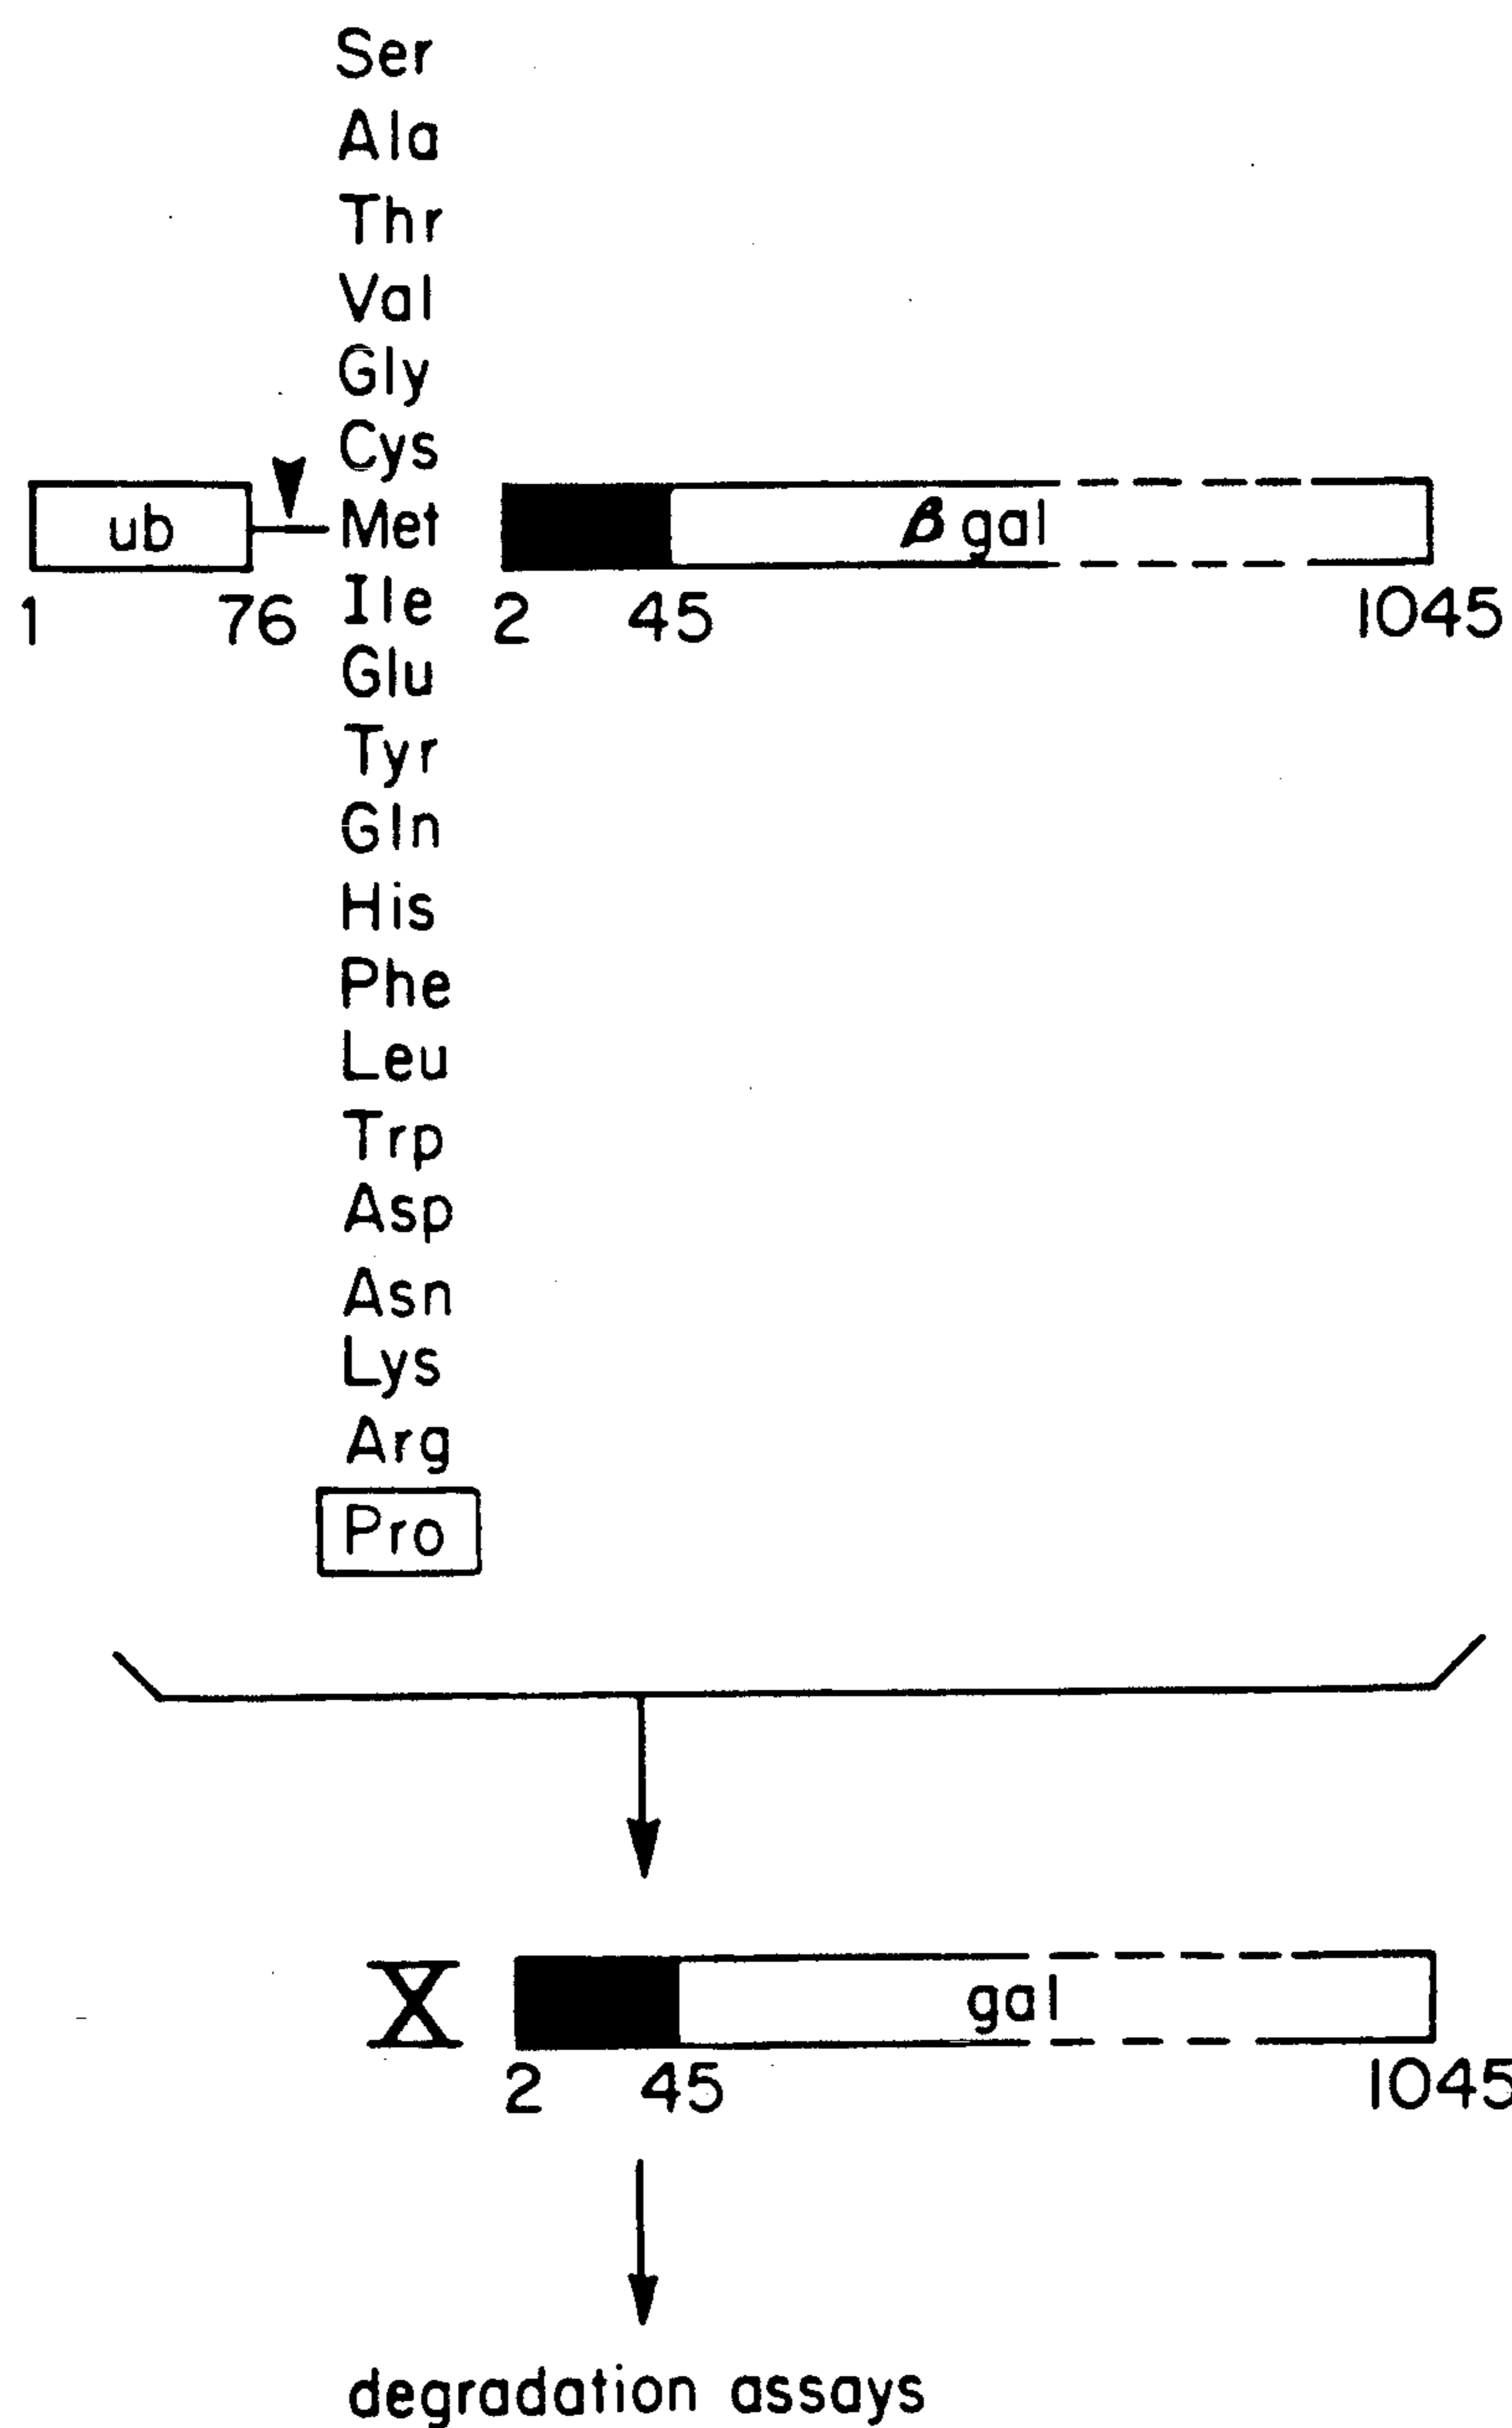 Ser
Ala
Thr
Val
Gly
Cys
ub Met β gal
1 76 Ile 2 45 1045
Glu
Tyr
Gln
His
Phe
Leu
Trp
Asp
Asn
Lys
Arg
Pro
X gal
2 45 1045
degradation assays